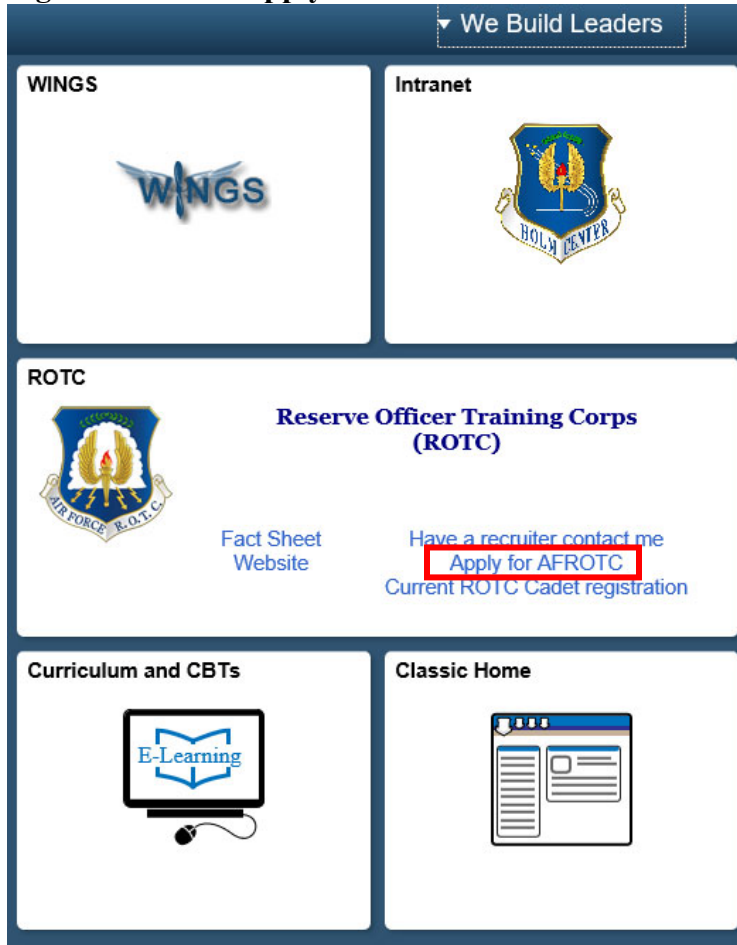 ▾ We Build Leaders
WINGS
Intranet
WINGS
HOLM CENTER
ROTC
Reserve Officer Training Corps
(ROTC)
AIR FORCE R.O.T.C.
Fact Sheet
Have a recruiter contact me
Website
Apply for AFROTC
Current ROTC Cadet registration
Curriculum and CBTs
Classic Home
E-Learning